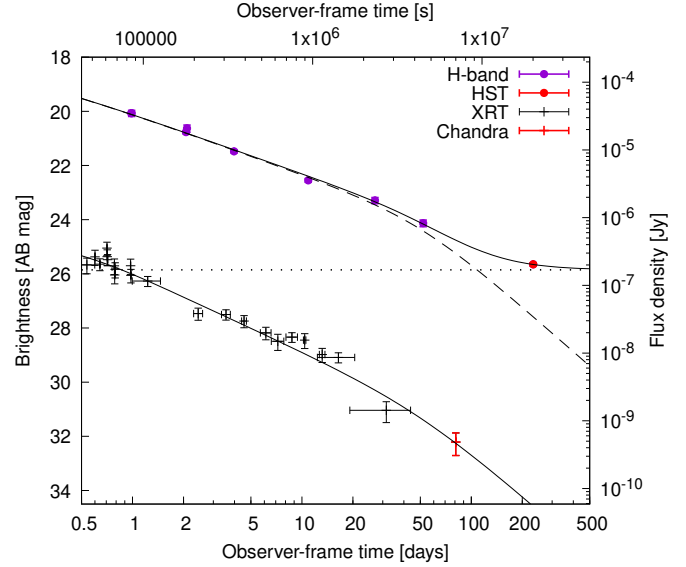 Observer-frame time [s]
100000 1x10^6 1x10^7
18 20 22 24 26 28 30 32 34
Brightness [AB mag]
H-band
HST
XRT
Chandra
10^-4 10^-5 10^-6 10^-7 10^-8 10^-9 10^-10
Flux density [Jy]
0.5 1 2 5 10 20 50 100 200 500
Observer-frame time [days]